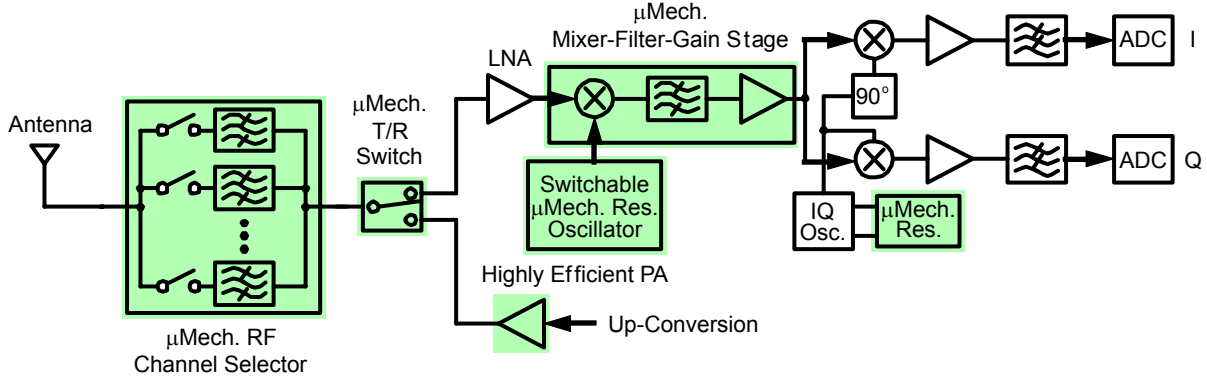 Antenna
μMech. RF
Channel Selector
μMech.
T/R
Switch
LNA
μMech.
Mixer-Filter-Gain Stage
Switchable
μMech. Res.
Oscillator
Highly Efficient PA
Up-Conversion
90°
ADC
I
ADC
Q
IQ
Osc.
μMech.
Res.